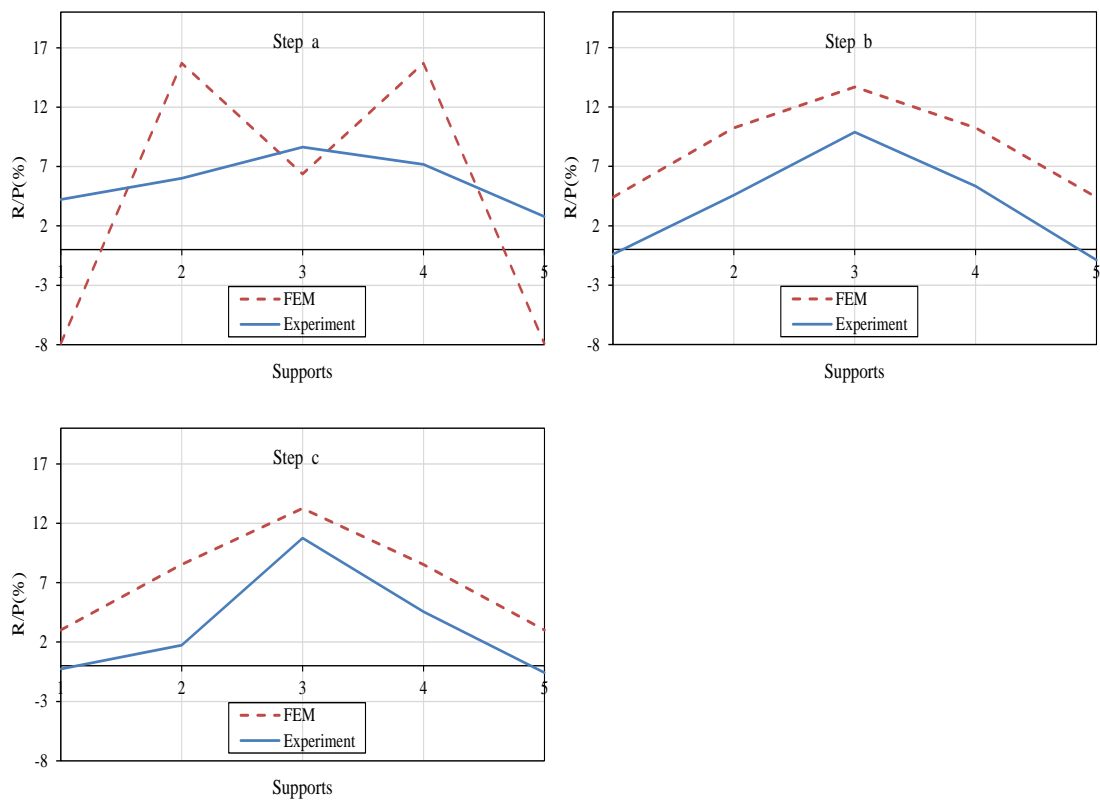 Step a
17
12
7
2
-3
-8
R/P(%)
1 2 3 4 5
FEM
Experiment
Supports
Step b
17
12
7
2
-3
-8
R/P(%)
1 2 3 4 5
FEM
Experiment
Supports
Step c
17
12
7
2
-3
-8
R/P(%)
1 2 3 4 5
FEM
Experiment
Supports